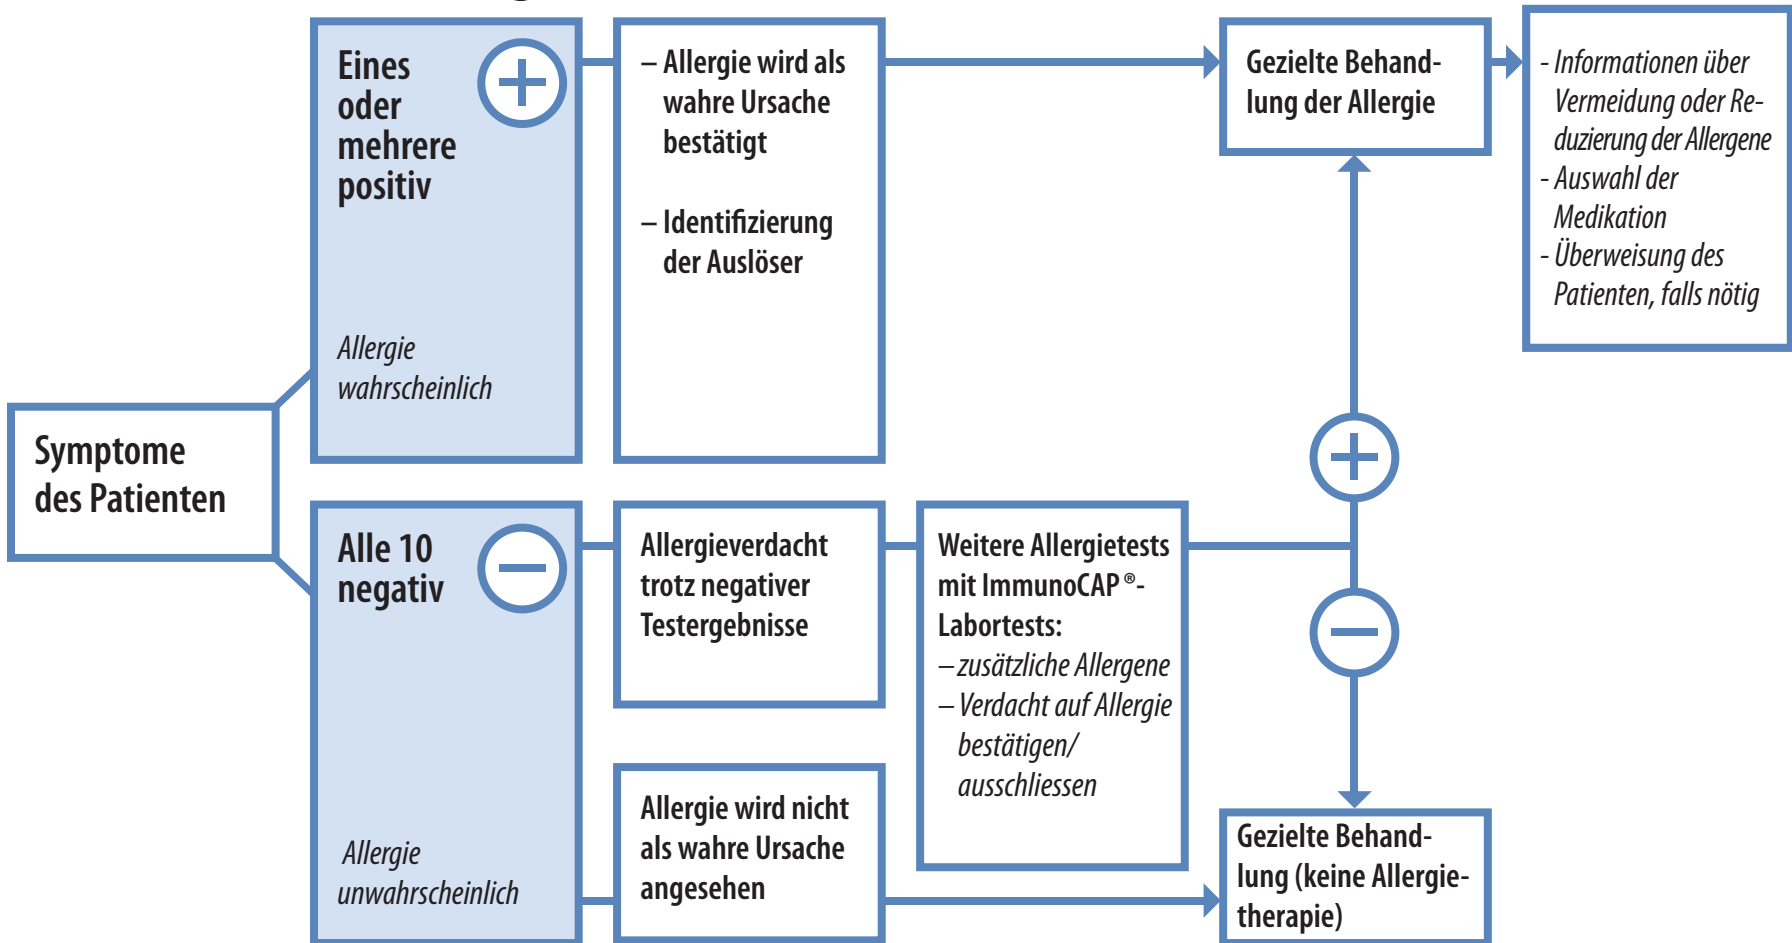 Symptome
des Patienten
Eines
oder
mehrere
positiv
Allergie
wahrscheinlich
– Allergie wird als
wahre Ursache
bestätigt
– Identifizierung
der Auslöser
Gezielte Behand-
lung der Allergie
- Informationen über
Vermeidung oder Re-
duzierung der Allergene
- Auswahl der
Medikation
- Überweisung des
Patienten, falls nötig
Alle 10
negativ
Allergie
unwahrscheinlich
Allergieverdacht
trotz negativer
Testergebnisse
Weitere Allergietests
mit ImmunoCAP®-
Labortests:
– zusätzliche Allergene
– Verdacht auf Allergie
bestätigen/
ausschliessen
Allergie wird nicht
als wahre Ursache
angesehen
Gezielte Behand-
lung (keine Allergie-
therapie)